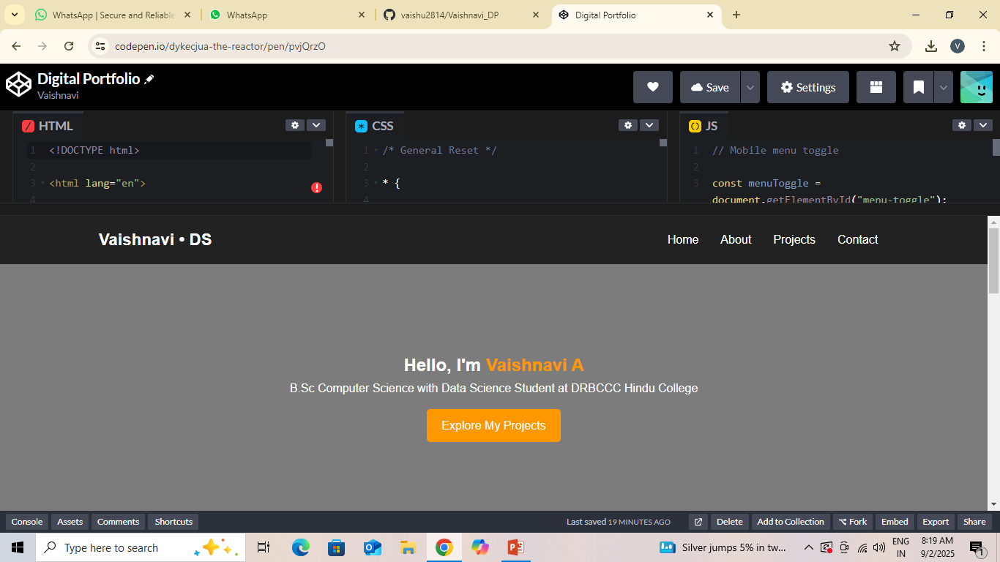 WhatsApp | Secure and Reliable
WhatsApp
vaishu2814/Vaishnavi_DP
Digital Portfolio
codepen.io/dykecjua-the-reactor/pen/pvjQrzO
V
Digital Portfolio
Vaishnavi
Save
Settings
HTML
CSS
JS
1 <!DOCTYPE html>
2
3 <html lang="en">
4
1 /* General Reset */
2
3 * {
4
1 // Mobile menu toggle
2
3 const menuToggle =
document.getElementById("menu-toggle");
Vaishnavi • DS
Home About Projects Contact
Hello, I'm Vaishnavi A
B.Sc Computer Science with Data Science Student at DRBCCC Hindu College
Explore My Projects
Console Assets Comments Shortcuts
Last saved 19 MINUTES AGO
Delete Add to Collection Fork Embed Export Share
Type here to search
Silver jumps 5% in tw...
ENG
IN
8:19 AM
9/2/2025
1